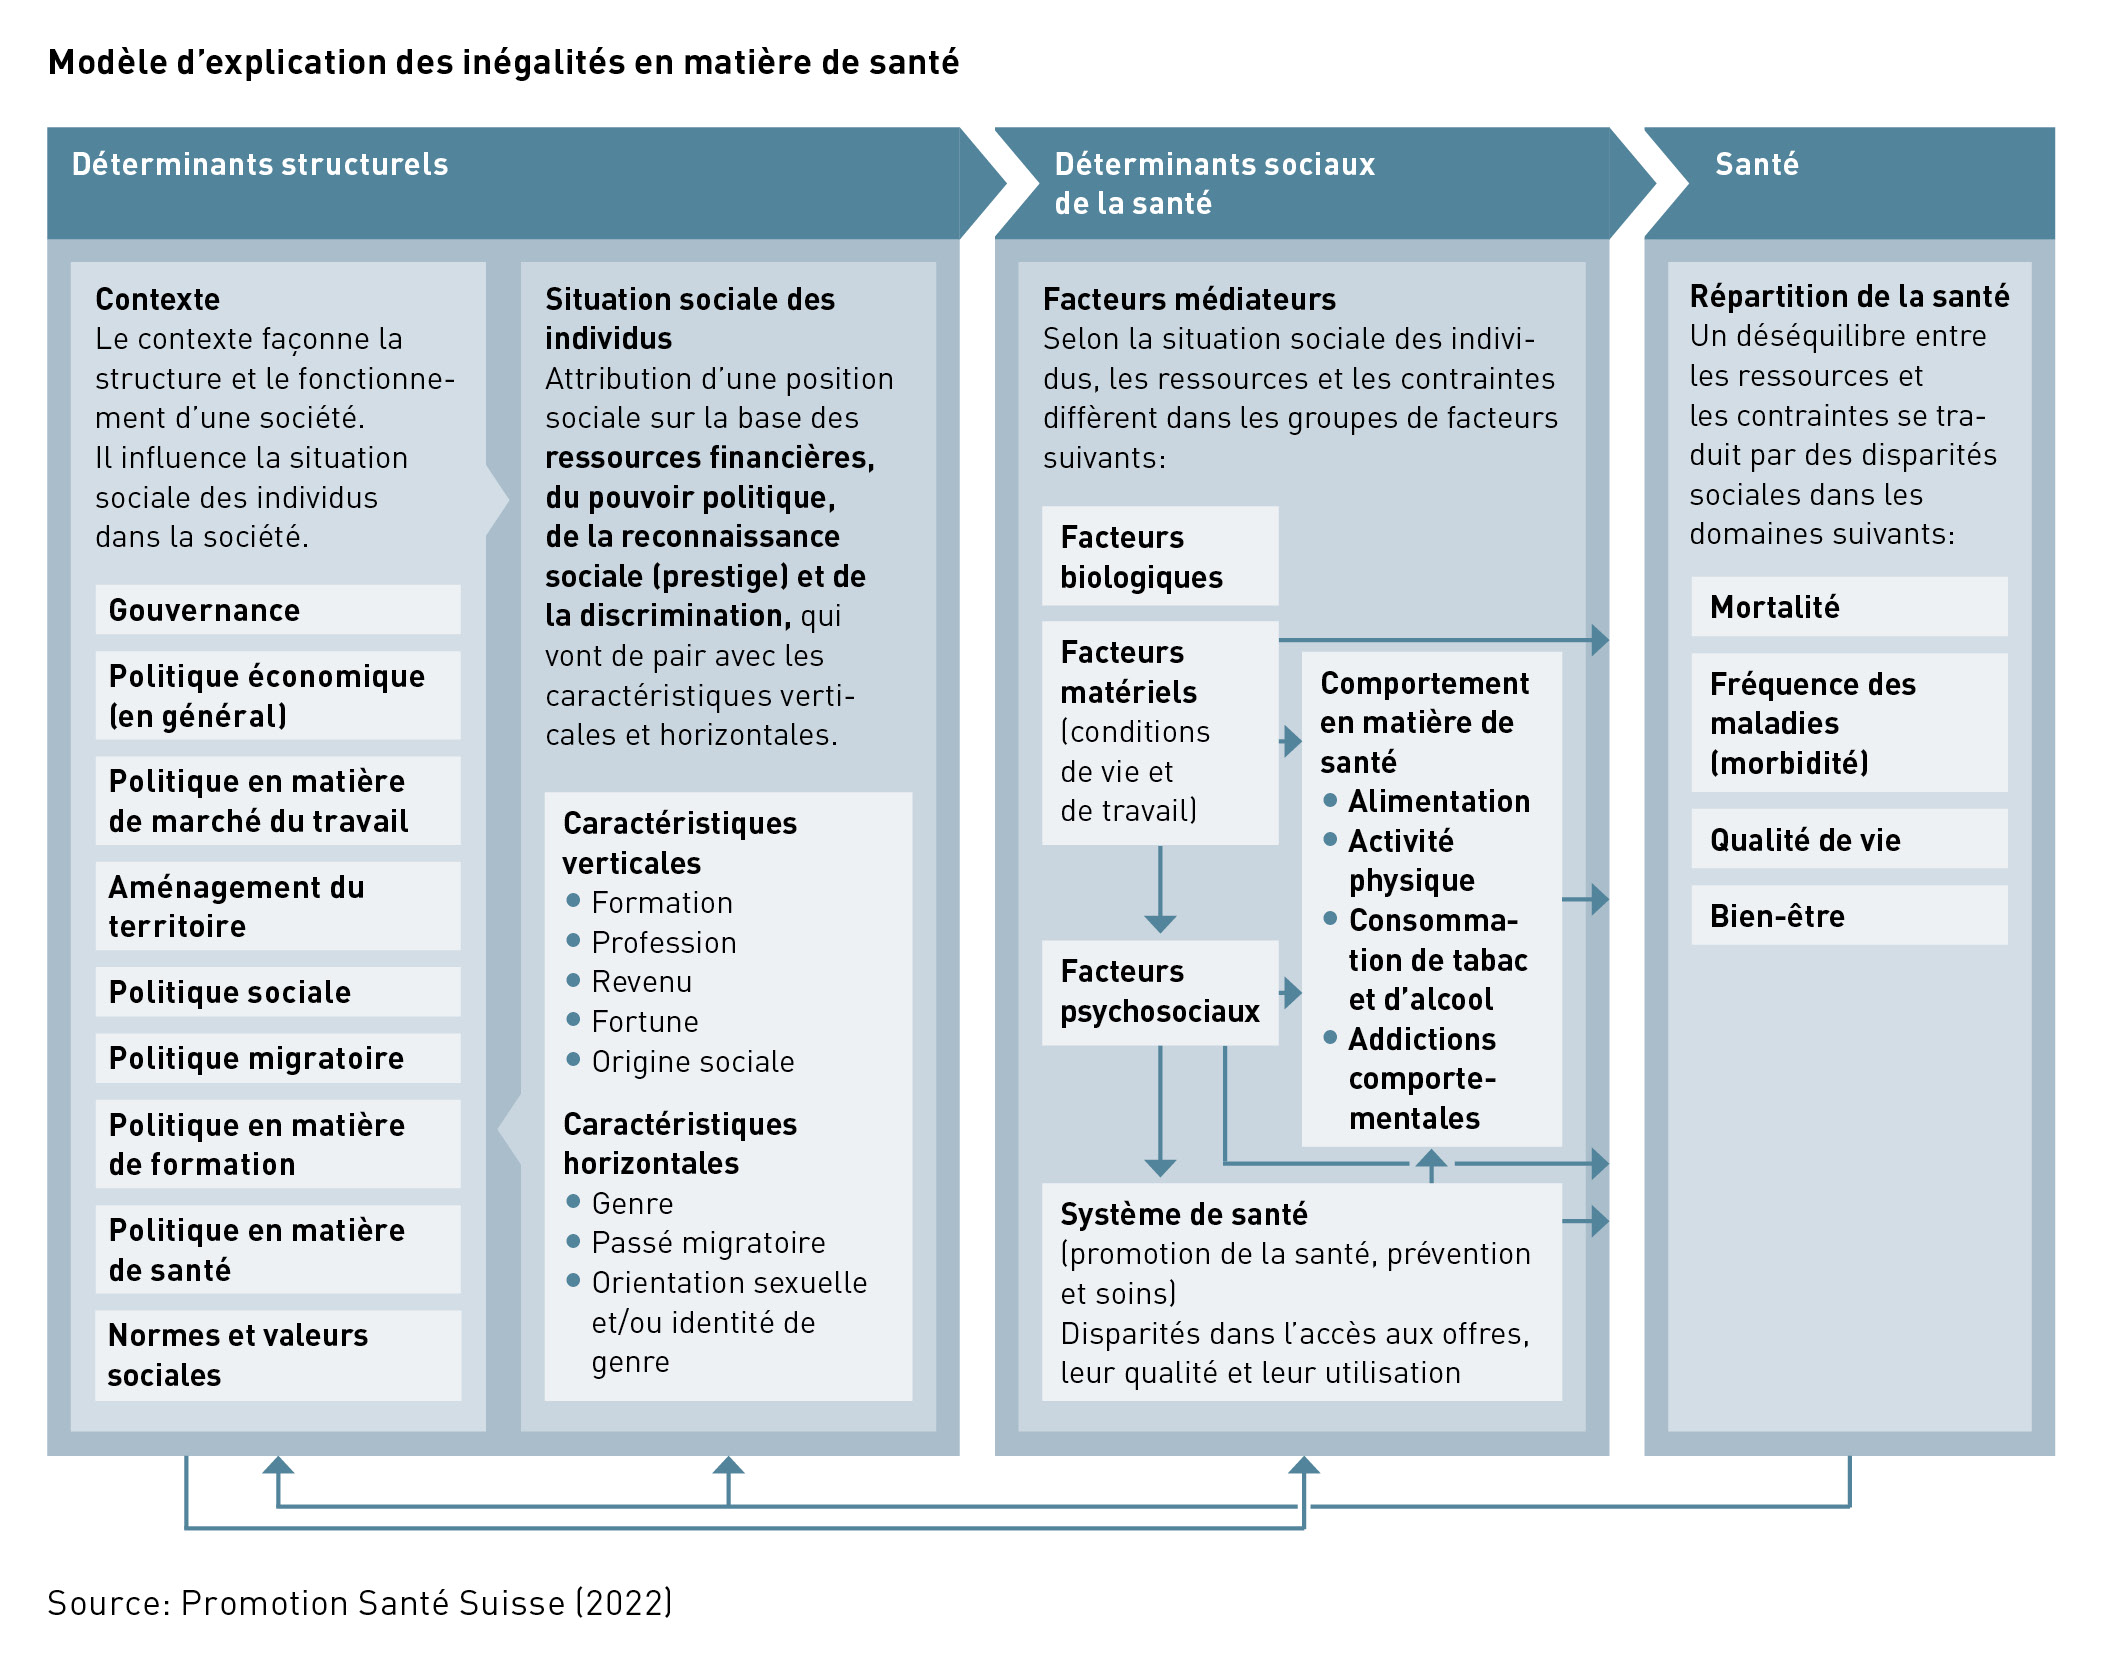 Modèle d’explication des inégalités en matière de santé
Déterminants structurels
Déterminants sociaux
de la santé
Santé
Contexte
Le contexte façonne la
structure et le fonctionne-
ment d’une société.
Il influence la situation
sociale des individus
dans la société.
Gouvernance
Politique économique
(en général)
Politique en matière
de marché du travail
Aménagement du
territoire
Politique sociale
Politique migratoire
Politique en matière
de formation
Politique en matière
de santé
Normes et valeurs
sociales
Situation sociale des
individus
Attribution d’une position
sociale sur la base des
ressources financières,
du pouvoir politique,
de la reconnaissance
sociale (prestige) et de
la discrimination, qui
vont de pair avec les
caractéristiques verti-
cales et horizontales.
Caractéristiques
verticales
• Formation
• Profession
• Revenu
• Fortune
• Origine sociale
Caractéristiques
horizontales
• Genre
• Passé migratoire
• Orientation sexuelle
et/ou identité de
genre
Facteurs médiateurs
Selon la situation sociale des indivi-
dus, les ressources et les contraintes
diffèrent dans les groupes de facteurs
suivants:
Facteurs
biologiques
Facteurs
matériels
(conditions
de vie et
de travail)
Facteurs
psychosociaux
Comportement
en matière de
santé
• Alimentation
• Activité
physique
• Consomma-
tion de tabac
et d’alcool
• Addictions
comporte-
mentales
Système de santé
(promotion de la santé, prévention
et soins)
Disparités dans l’accès aux offres,
leur qualité et leur utilisation
Répartition de la santé
Un déséquilibre entre
les ressources et
les contraintes se tra-
duit par des disparités
sociales dans les
domaines suivants:
Mortalité
Fréquence des
maladies
(morbidité)
Qualité de vie
Bien-être
Source: Promotion Santé Suisse (2022)